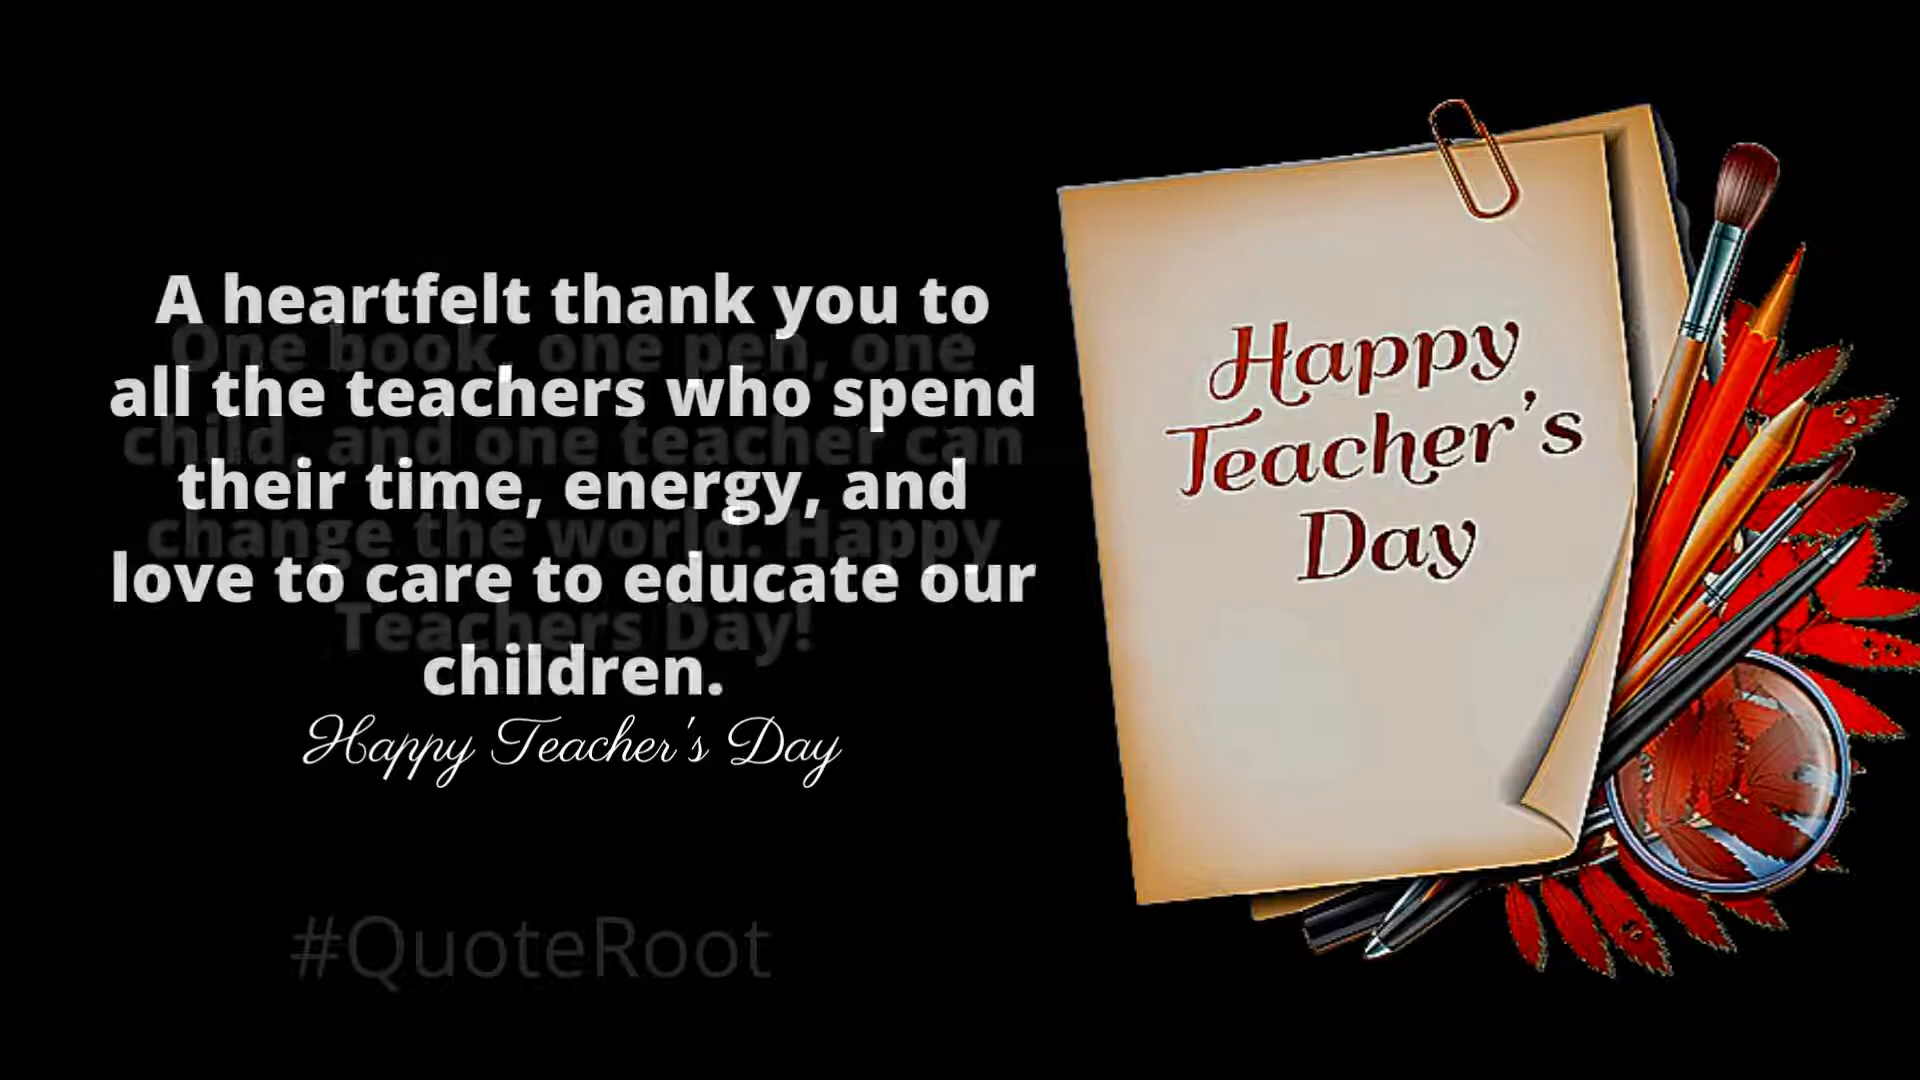 A heartfelt thank you to
One book, one pen, one
all the teachers who spend
child, and one teacher can
their time, energy, and
change the world. Happy
love to care to educate our
Teachers Day!
children.
Happy Teacher's Day
#QuoteRoot
Happy
Teacher's
Day